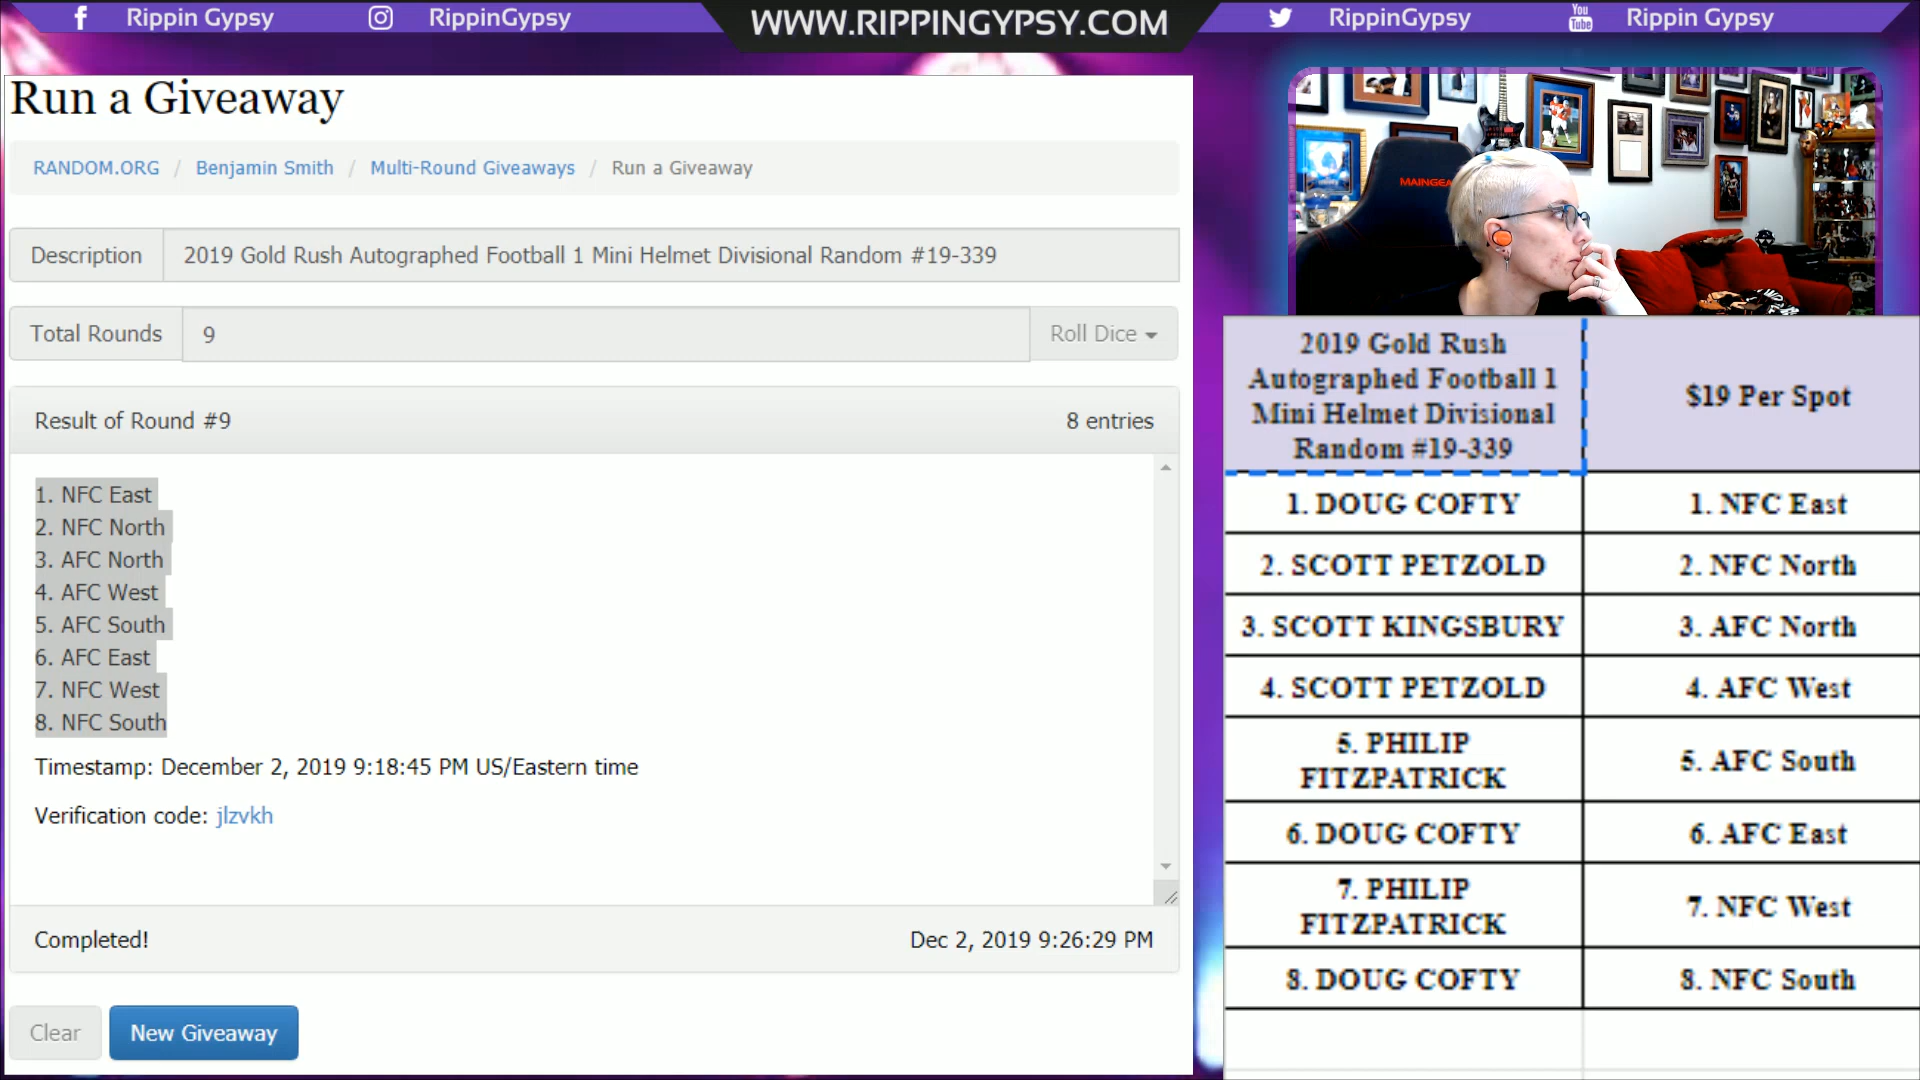 Rippin Gypsy
RippinGypsy
WWW.RIPPINGYPSY.COM
RippinGypsy
You
Tube
Rippin Gypsy
Run a Giveaway
RANDOM.ORG / Benjamin Smith / Multi-Round Giveaways / Run a Giveaway
Description
2019 Gold Rush Autographed Football 1 Mini Helmet Divisional Random #19-339
Total Rounds
9
Roll Dice
Result of Round #9
8 entries
1. NFC East
2. NFC North
3. AFC North
4. AFC West
5. AFC South
6. AFC East
7. NFC West
8. NFC South
Timestamp: December 2, 2019 9:18:45 PM US/Eastern time
Verification code: jlzvkh
Completed!
Dec 2, 2019 9:26:29 PM
Clear
New Giveaway
2019 Gold Rush
Autographed Football 1
Mini Helmet Divisional
Random #19-339
$19 Per Spot
1. DOUG COFTY
1. NFC East
2. SCOTT PETZOLD
2. NFC North
3. SCOTT KINGSBURY
3. AFC North
4. SCOTT PETZOLD
4. AFC West
5. PHILIP
FITZPATRICK
5. AFC South
6. DOUG COFTY
6. AFC East
7. PHILIP
FITZPATRICK
7. NFC West
8. DOUG COFTY
8. NFC South